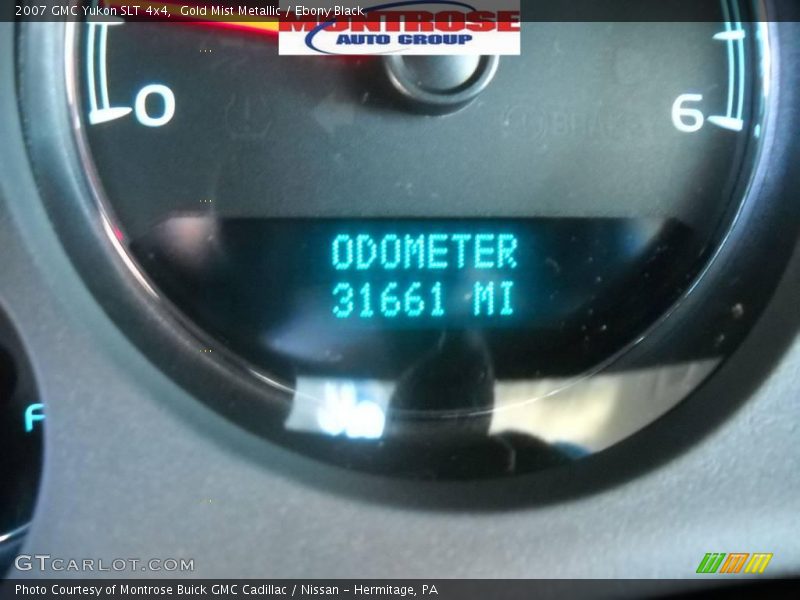 2007 GMC Yukon SLT 4x4, Gold Mist Metallic / Ebony Black
MONTROSE
AUTO GROUP
0
6
BRAKE
ODOMETER
31661 MI
F
GTCARLOT.COM
Photo Courtesy of Montrose Buick GMC Cadillac / Nissan - Hermitage, PA